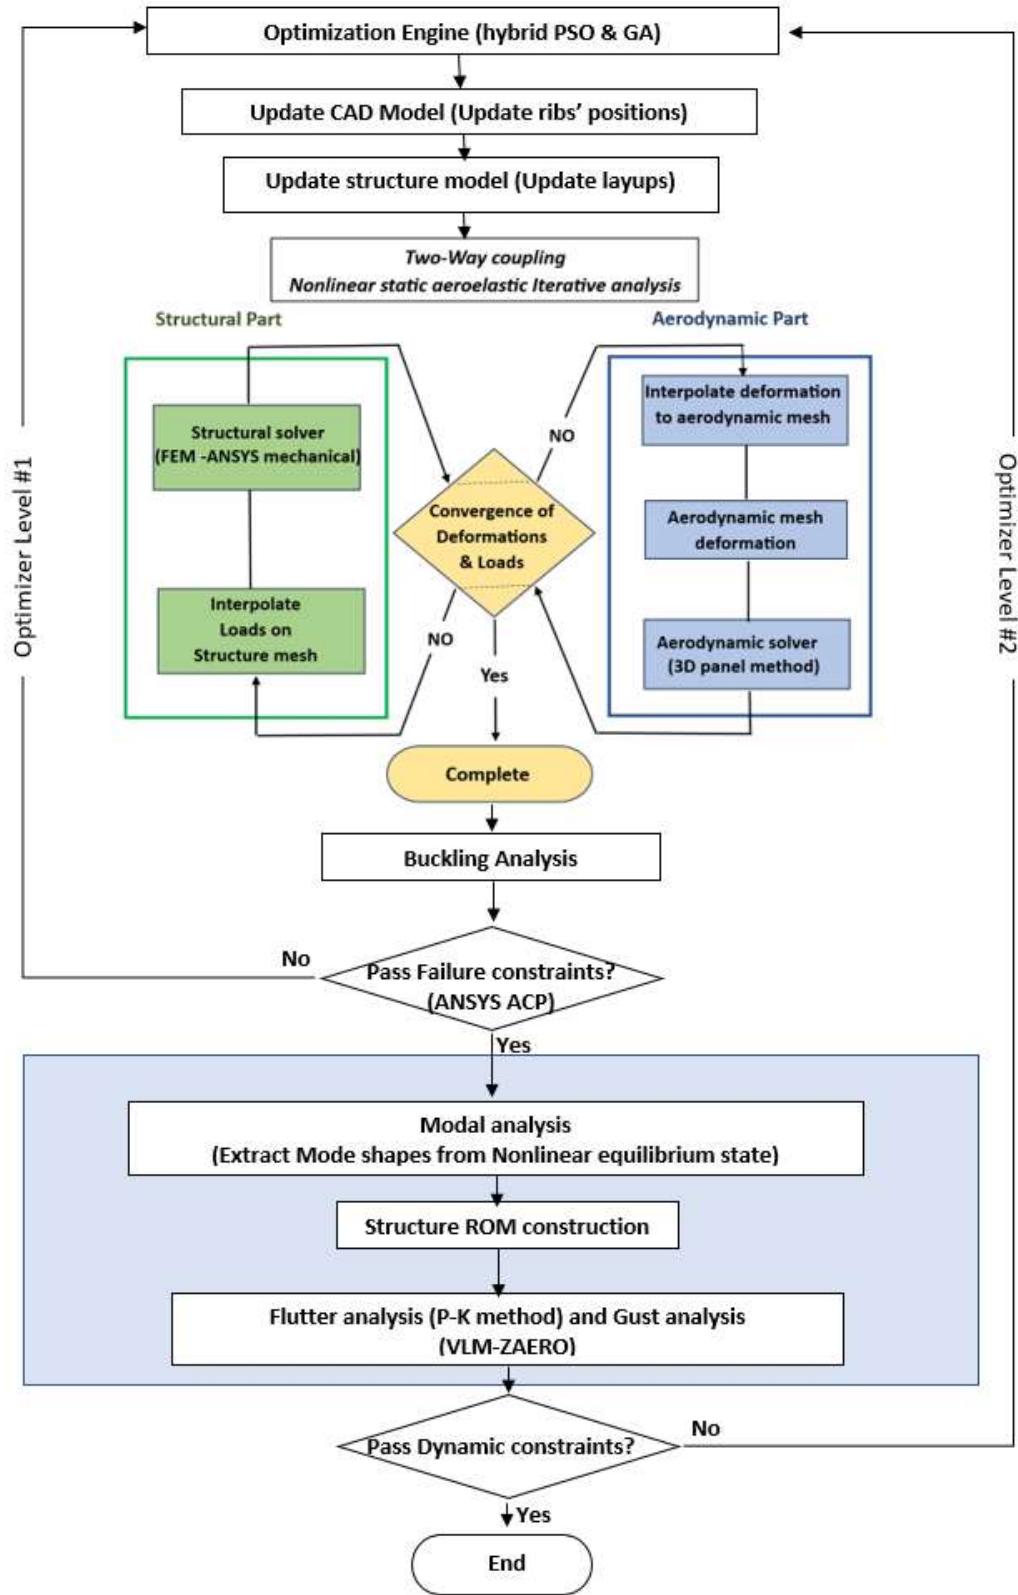 Optimization Engine (hybrid PSO & GA)
Update CAD Model (Update ribs' positions)
Update structure model (Update layups)
Two-Way coupling
Nonlinear static aeroelastic Iterative analysis
Structural Part
Aerodynamic Part
Structural solver
(FEM -ANSYS mechanical)
Interpolate
Loads on
Structure mesh
Convergence of
Deformations
& Loads
NO
NO
Yes
Interpolate deformation
to aerodynamic mesh
Aerodynamic mesh
deformation
Aerodynamic solver
(3D panel method)
Optimizer Level #1
Optimizer Level #2
Complete
Buckling Analysis
No
Pass Failure constraints?
(ANSYS ACP)
Yes
Modal analysis
(Extract Mode shapes from Nonlinear equilibrium state)
Structure ROM construction
Flutter analysis (P-K method) and Gust analysis
(VLM-ZAERO)
Pass Dynamic constraints?
No
Yes
End